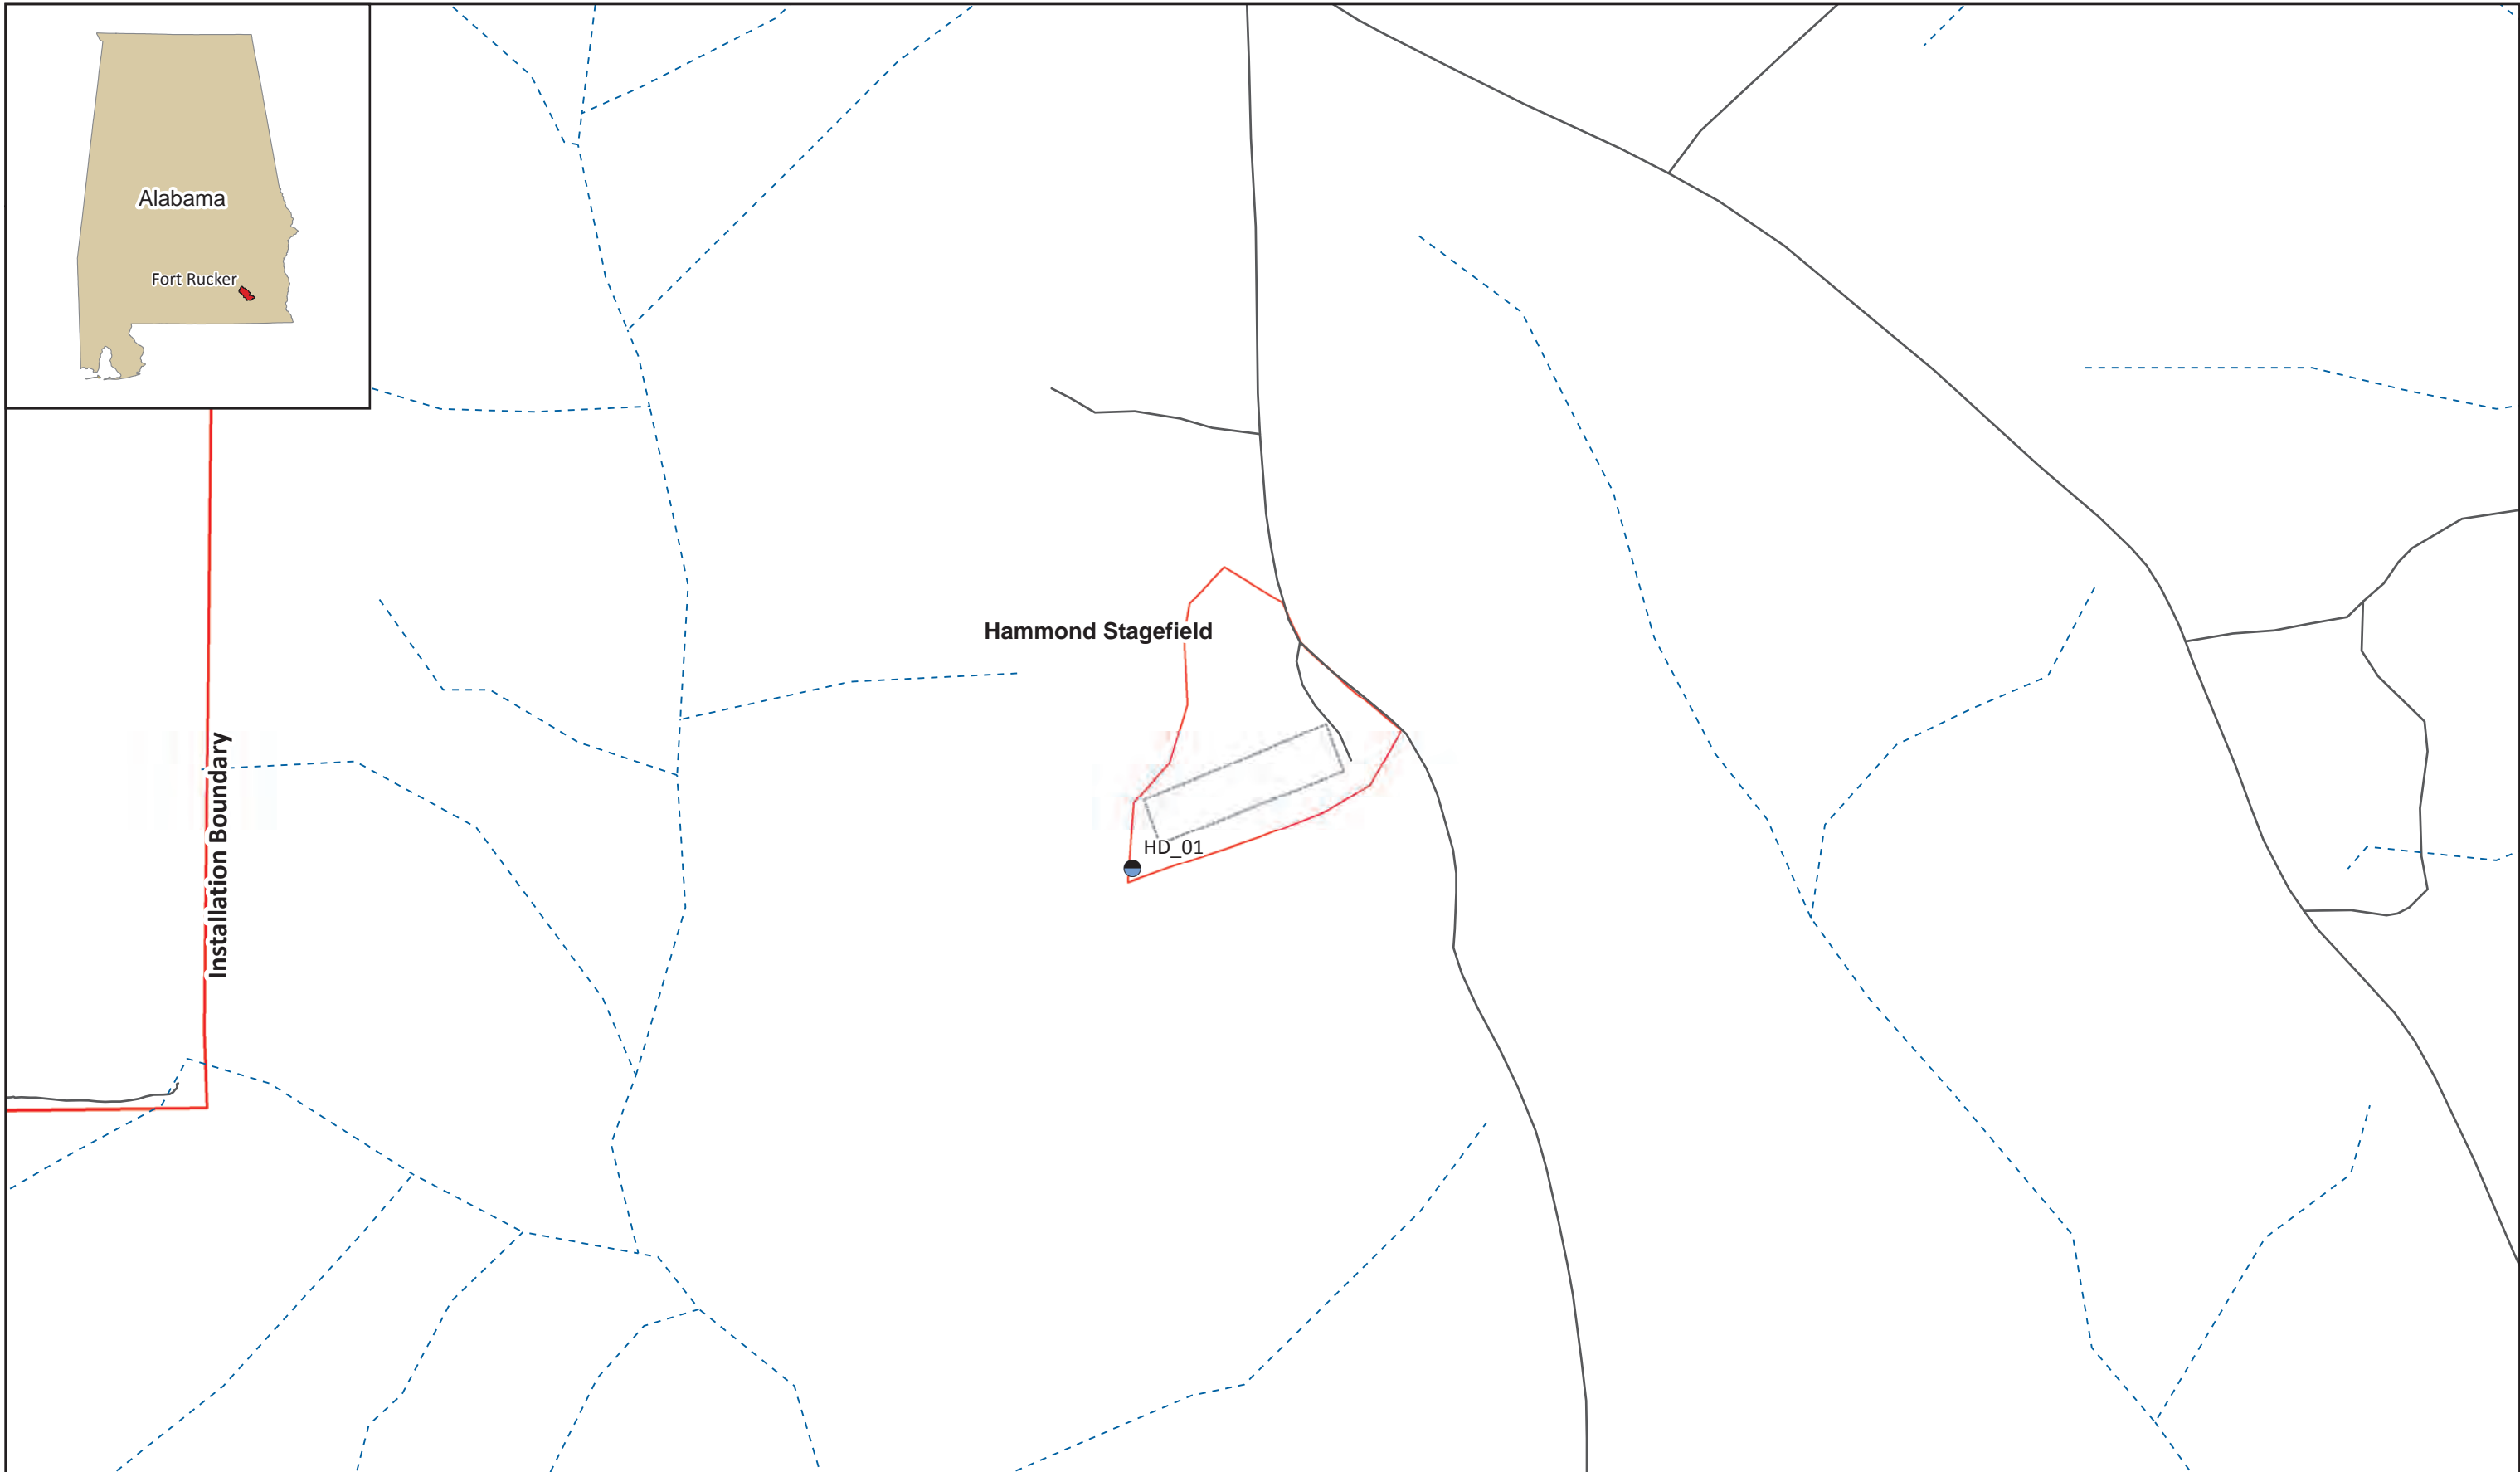 Alabama
Fort Rucker
Hammond Stagefield
Installation Boundary
HD_01